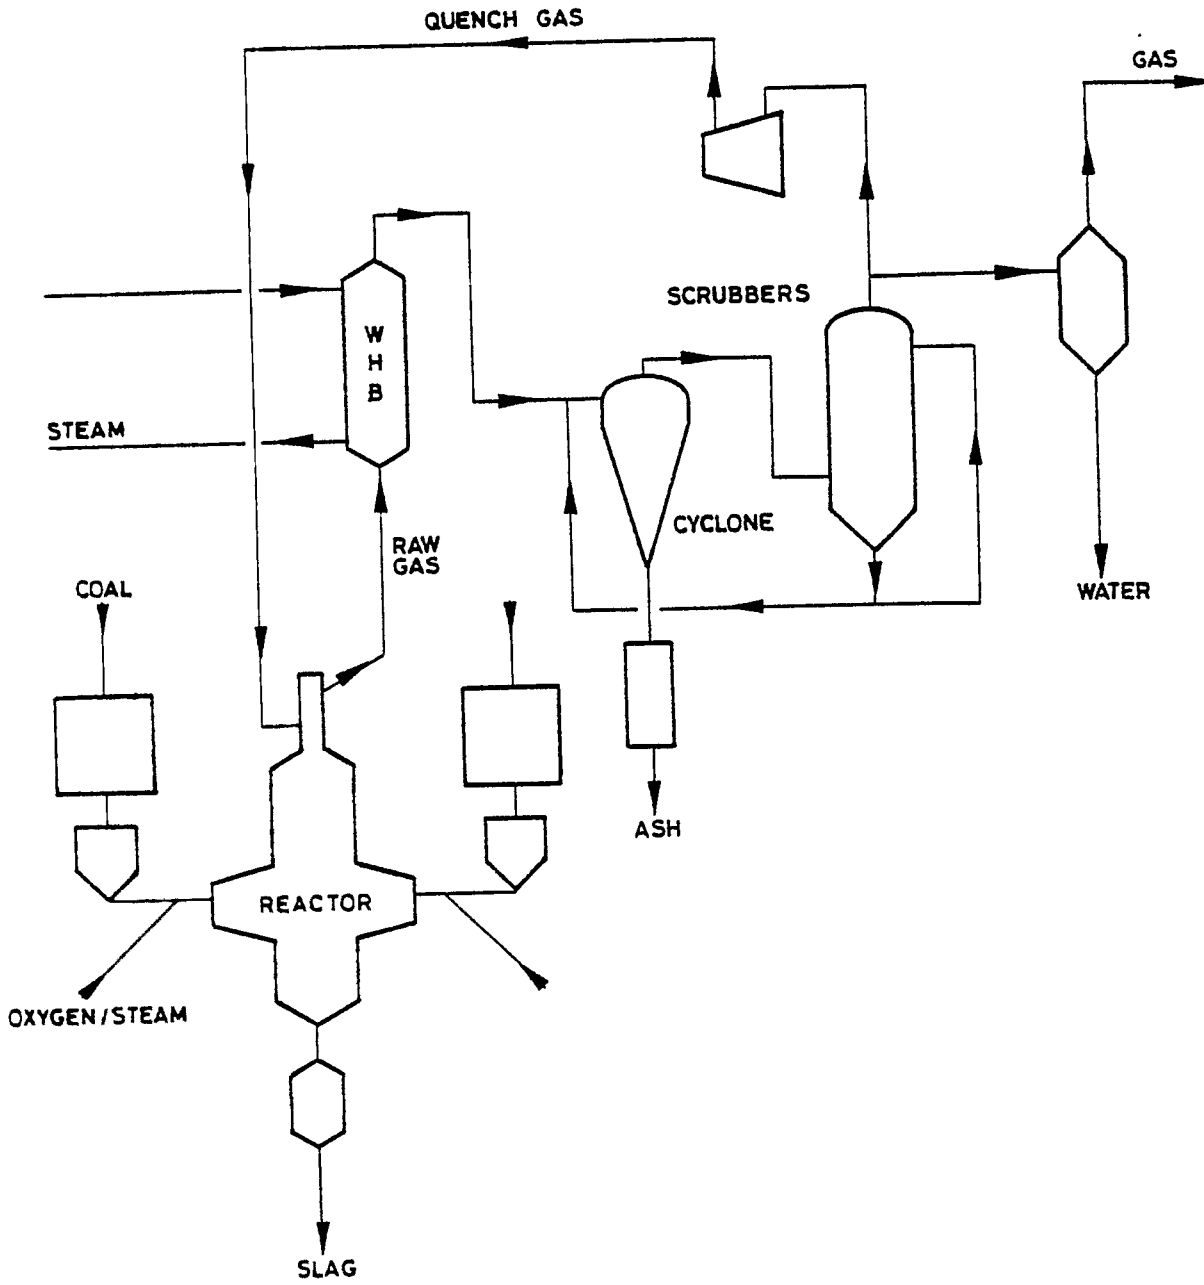 QUENCH GAS
GAS
SCRUBBERS
W
H
B
STEAM
CYCLONE
RAW
GAS
COAL
WATER
ASH
REACTOR
OXYGEN/STEAM
SLAG